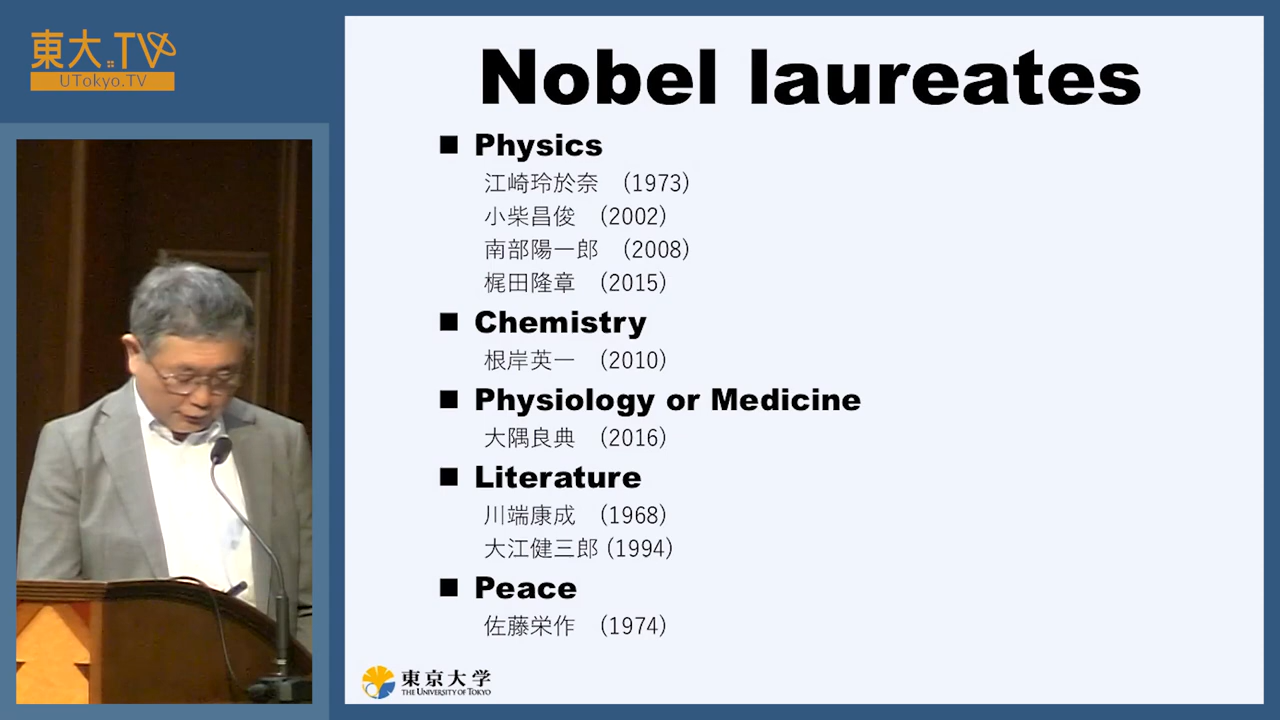 東大.TV
UTokyo.TV
Nobel laureates
■ Physics
江崎玲於奈 (1973)
小柴昌俊 (2002)
南部陽一郎 (2008)
梶田隆章 (2015)
■ Chemistry
根岸英一 (2010)
■ Physiology or Medicine
大隅良典 (2016)
■ Literature
川端康成 (1968)
大江健三郎 (1994)
■ Peace
佐藤栄作 (1974)
東京大学
THE UNIVERSITY OF TOKYO